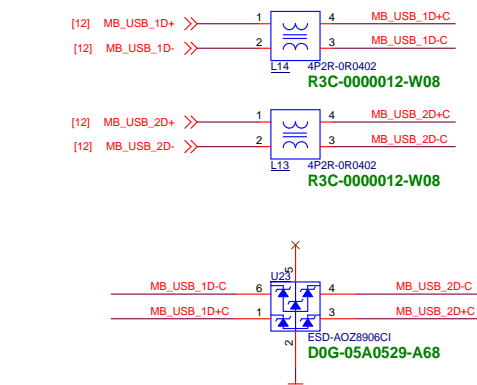 [12] MB_USB_1D+ 1 4 MB_USB_1D+C
[12] MB_USB_1D- 2 3 MB_USB_1D-C
L14 4P2R-0R0402
R3C-0000012-W08
[12] MB_USB_2D+ 1 4 MB_USB_2D+C
[12] MB_USB_2D- 2 3 MB_USB_2D-C
L13 4P2R-0R0402
R3C-0000012-W08
U23 5
MB_USB_1D-C 6 4 MB_USB_2D-C
MB_USB_1D+C 1 3 MB_USB_2D+C
2 ESD-AOZ8906CI
D0G-05A0529-A68